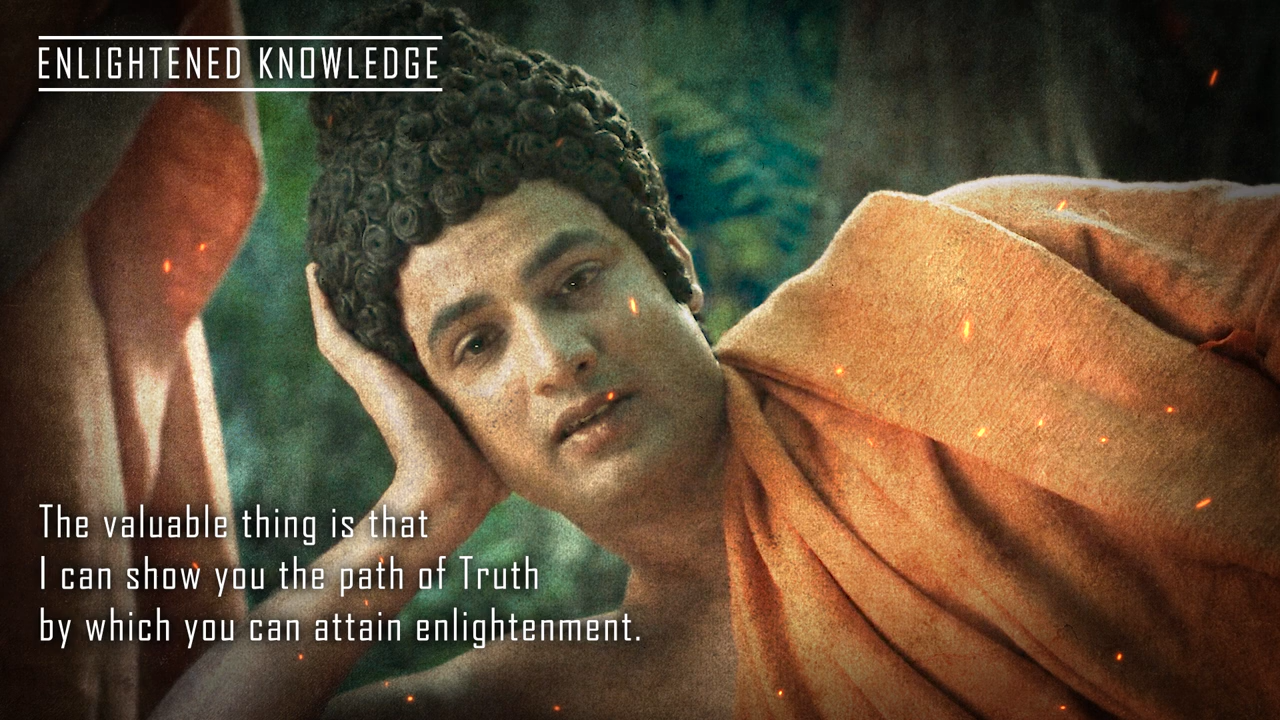 ENLIGHTENED KNOWLEDGE
The valuable thing is that
I can show you the path of Truth
by which you can attain enlightenment.